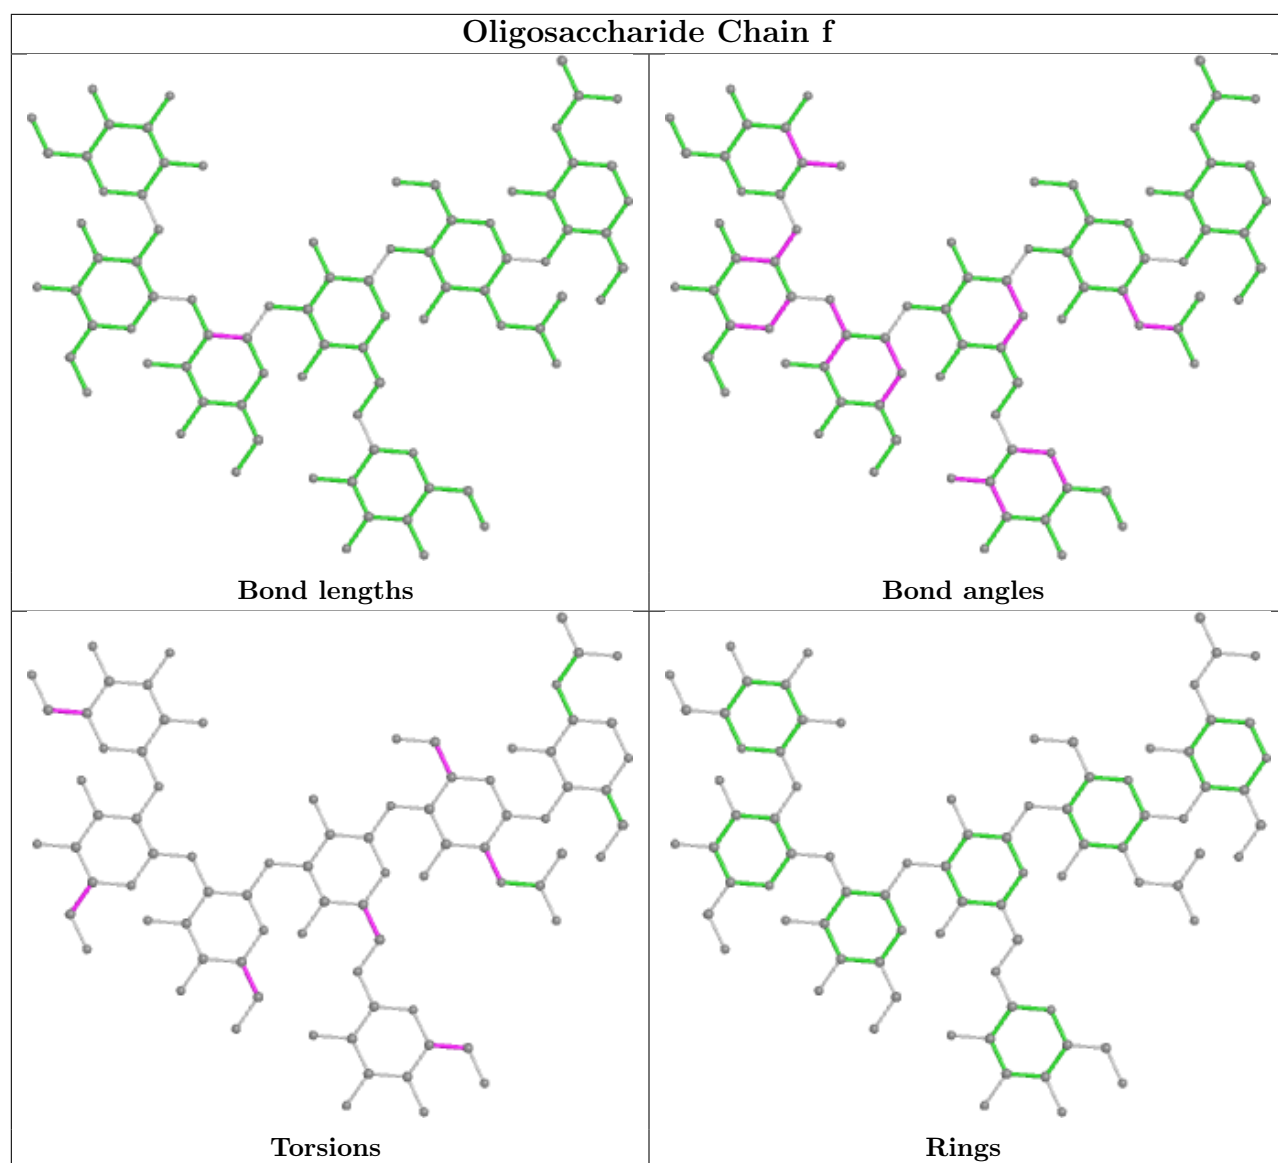 Oligosaccharide Chain f
Bond lengths
Bond angles
Torsions
Rings